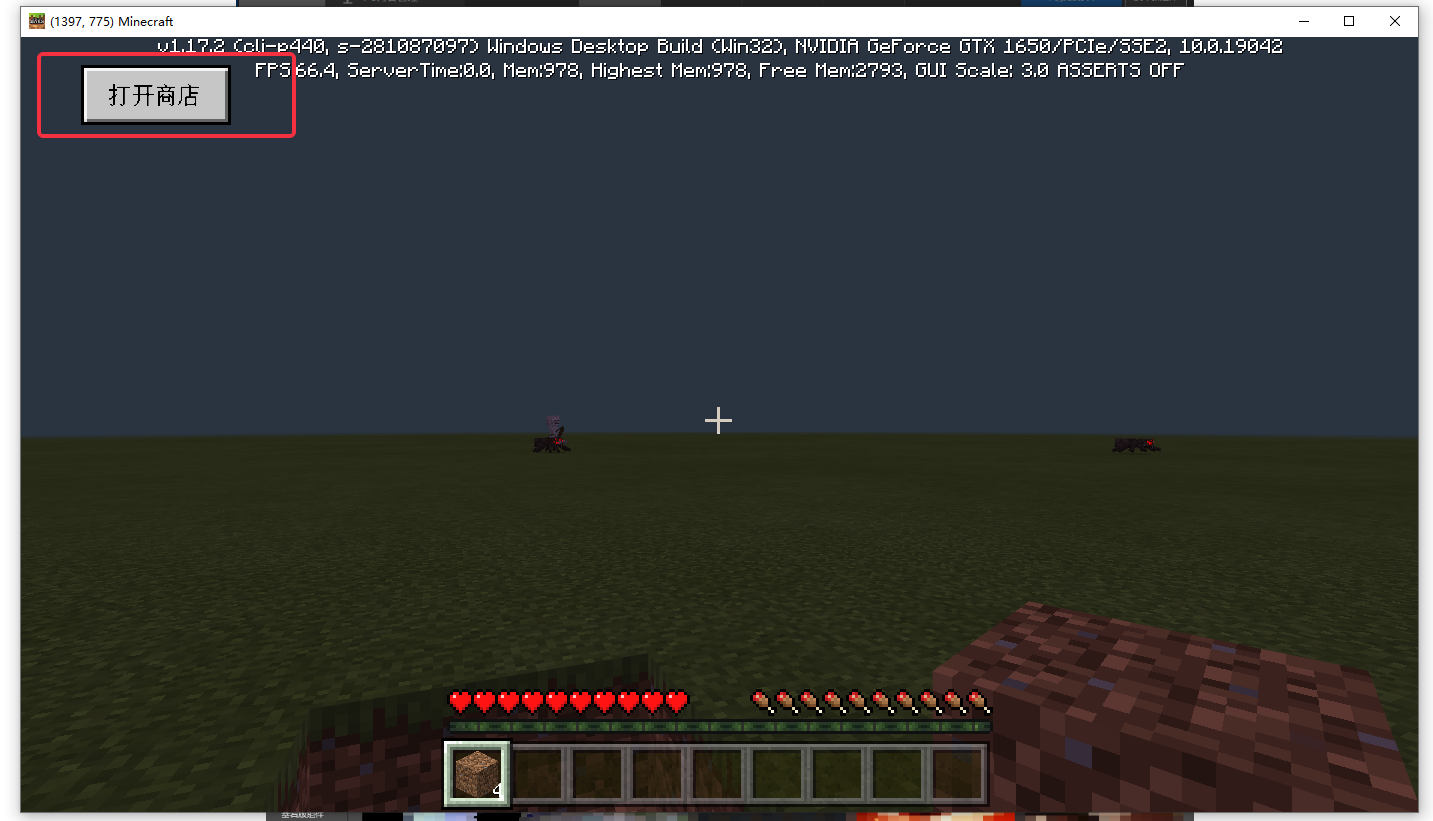 (1397, 775) Minecraft
v1.17.2 (cli-p440, s-281087097) Windows Desktop Build (Win32), NVIDIA GeForce GTX 1650/PCIe/SSE2, 10.0.19042
FPS:66.4, ServerTime:0.0, Mem:978, Highest Mem:978, Free Mem:2793, GUI Scale: 3.0 ASSERTS OFF
打开商店
4